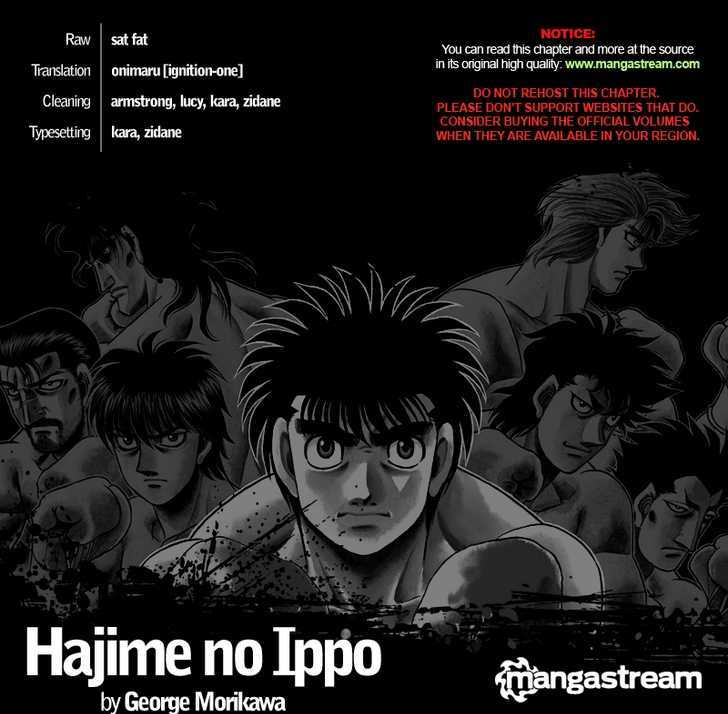 Raw sat fat
Translation onimaru [ignition-one]
Cleaning armstrong, lucy, kara, zidane
Typesetting kara, zidane
NOTICE:
You can read this chapter and more at the source
in its original high quality: www.mangastream.com
DO NOT REHOST THIS CHAPTER.
PLEASE DON'T SUPPORT WEBSITES THAT DO.
CONSIDER BUYING THE OFFICIAL VOLUMES
WHEN THEY ARE AVAILABLE IN YOUR REGION.
Hajime no Ippo
by George Morikawa
mangastream